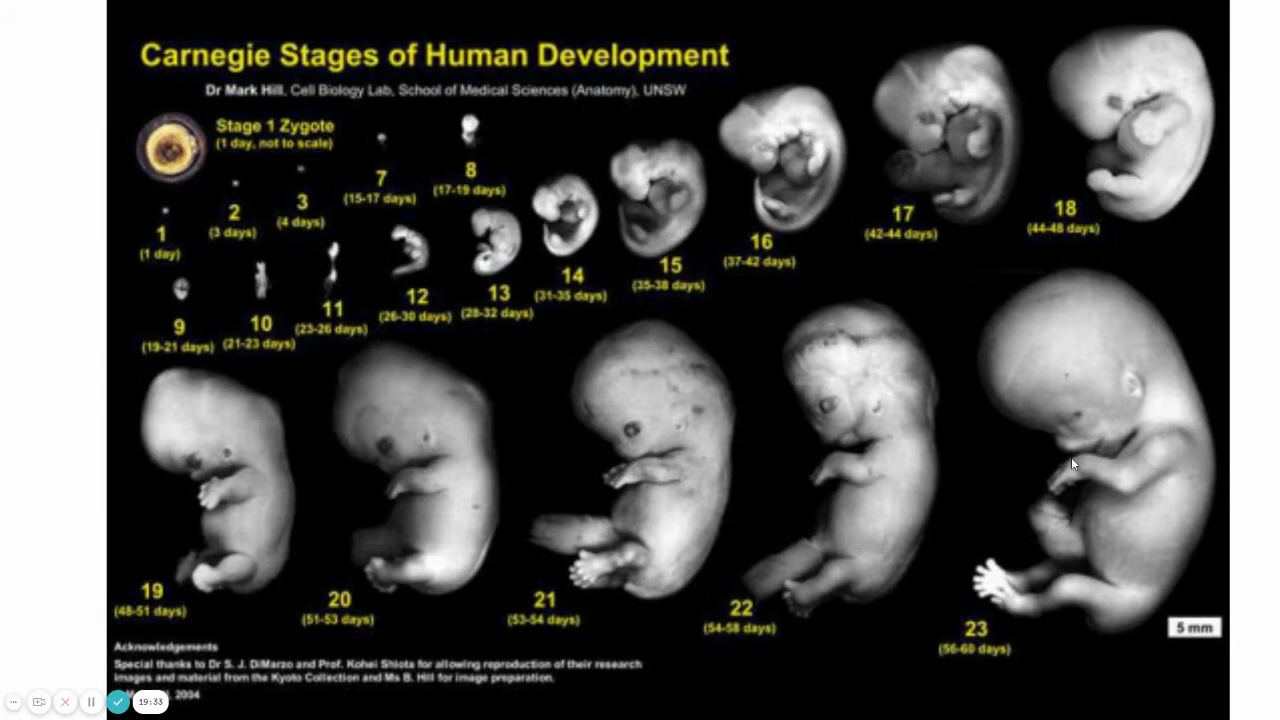 Carnegie Stages of Human Development
Dr Mark Hill, Cell Biology Lab, School of Medical Sciences (Anatomy), UNSW
Stage 1 Zygote
(1 day, not to scale)
1
(1 day)
2
(3 days)
3
(4 days)
7
(15-17 days)
8
(17-19 days)
9
(19-21 days)
10
(21-23 days)
11
(23-26 days)
12
(26-30 days)
13
(28-32 days)
14
(31-35 days)
15
(35-38 days)
16
(37-42 days)
17
(42-44 days)
18
(44-48 days)
19
(48-51 days)
20
(51-53 days)
21
(53-54 days)
22
(54-58 days)
23
(56-60 days)
5 mm
Acknowledgements
Special thanks to Dr S. J. DiMarzo and Prof. Kohei Shiota for allowing reproduction of their research
images and material from the Kyoto Collection and Ms B. Hill for image preparation.
2004
19:33